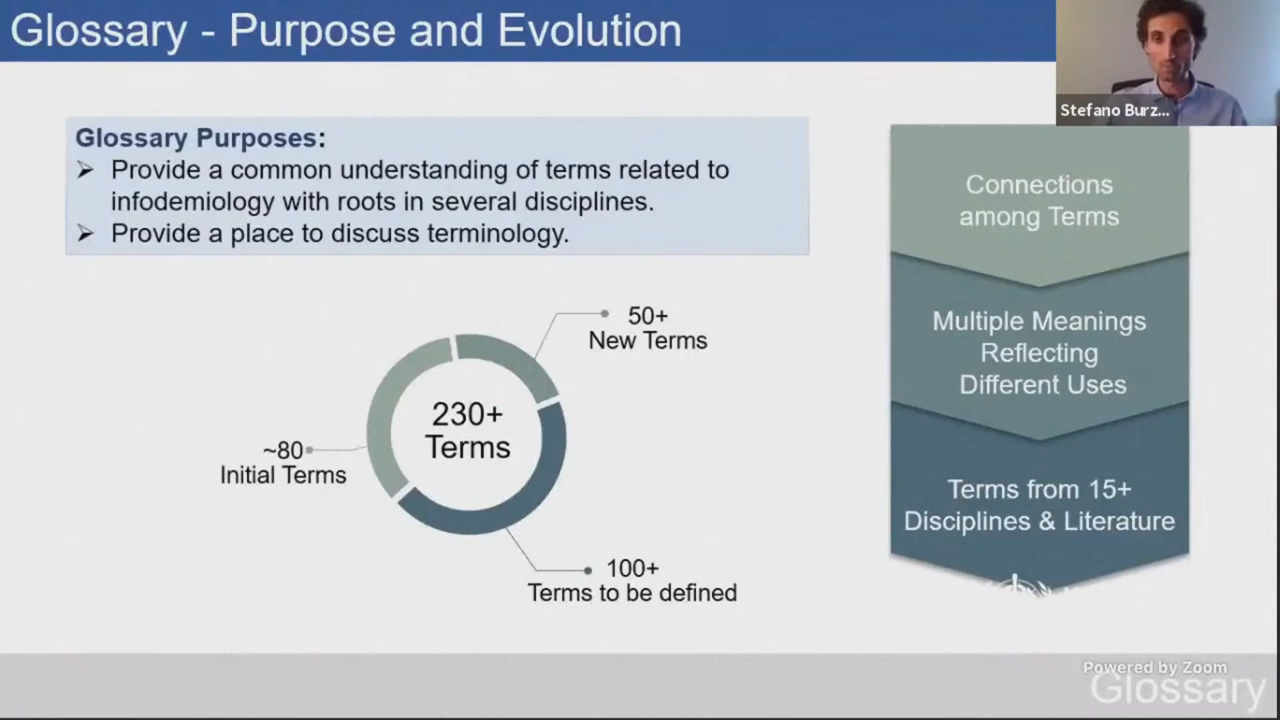 Glossary - Purpose and Evolution
Stefano Burz...
Glossary Purposes:
➢ Provide a common understanding of terms related to
infodemiology with roots in several disciplines.
➢ Provide a place to discuss terminology.
50+
New Terms
230+
Terms
~80
Initial Terms
100+
Terms to be defined
Connections
among Terms
Multiple Meanings
Reflecting
Different Uses
Terms from 15+
Disciplines & Literature
Powered by Zoom
Glossary